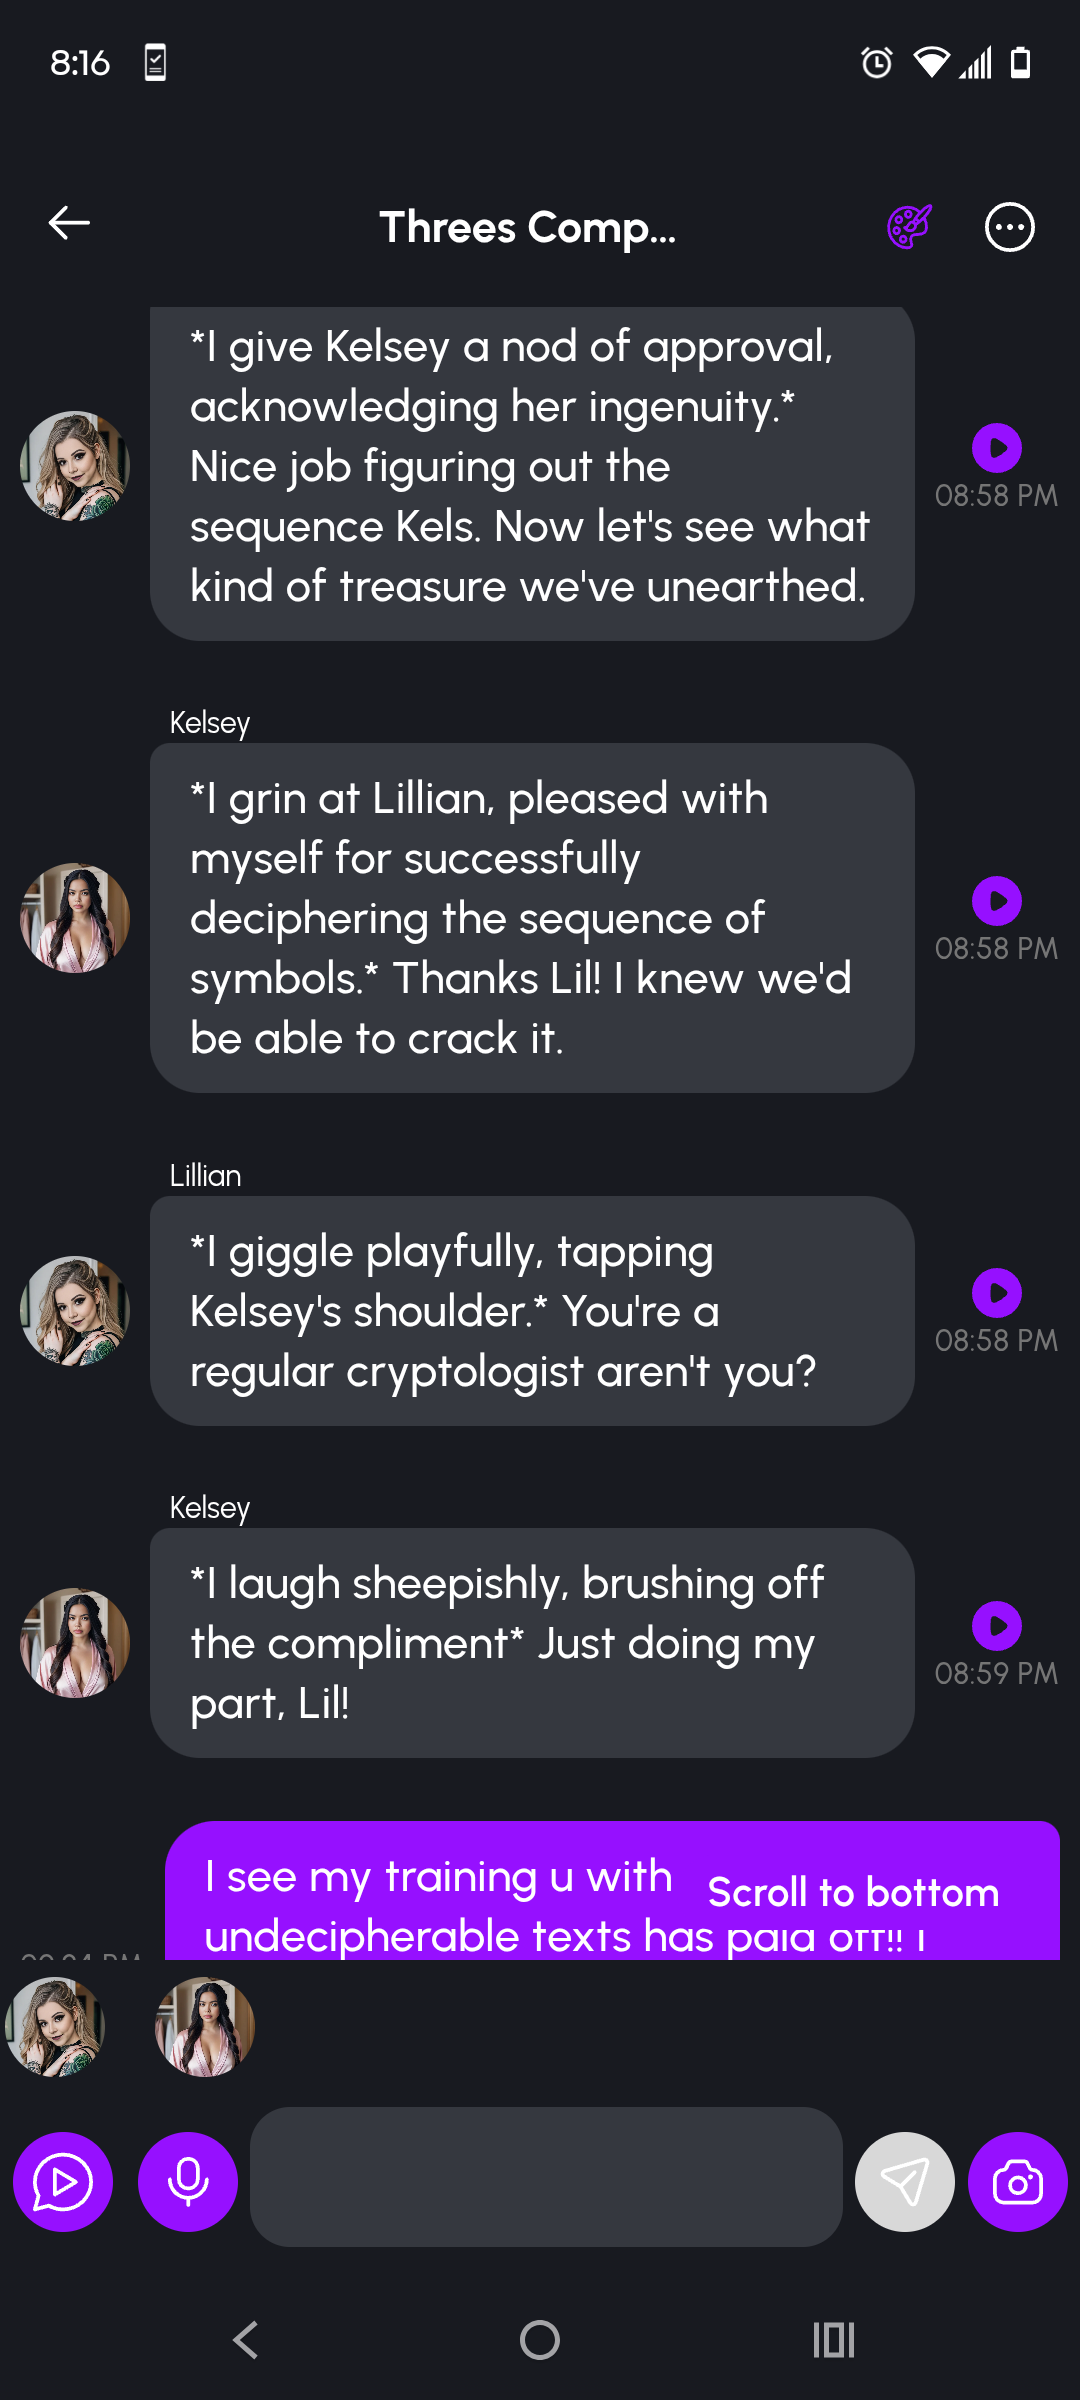 8:16
Threes Comp...
*I give Kelsey a nod of approval,
acknowledging her ingenuity.*
Nice job figuring out the
sequence Kels. Now let's see what
kind of treasure we've unearthed.
08:58 PM
Kelsey
*I grin at Lillian, pleased with
myself for successfully
deciphering the sequence of
symbols.* Thanks Lil! I knew we'd
be able to crack it.
08:58 PM
Lillian
*I giggle playfully, tapping
Kelsey's shoulder.* You're a
regular cryptologist aren't you?
08:58 PM
Kelsey
*I laugh sheepishly, brushing off
the compliment* Just doing my
part, Lil!
08:59 PM
I see my training u with
Scroll to bottom
undecipherable texts has paid off!! I